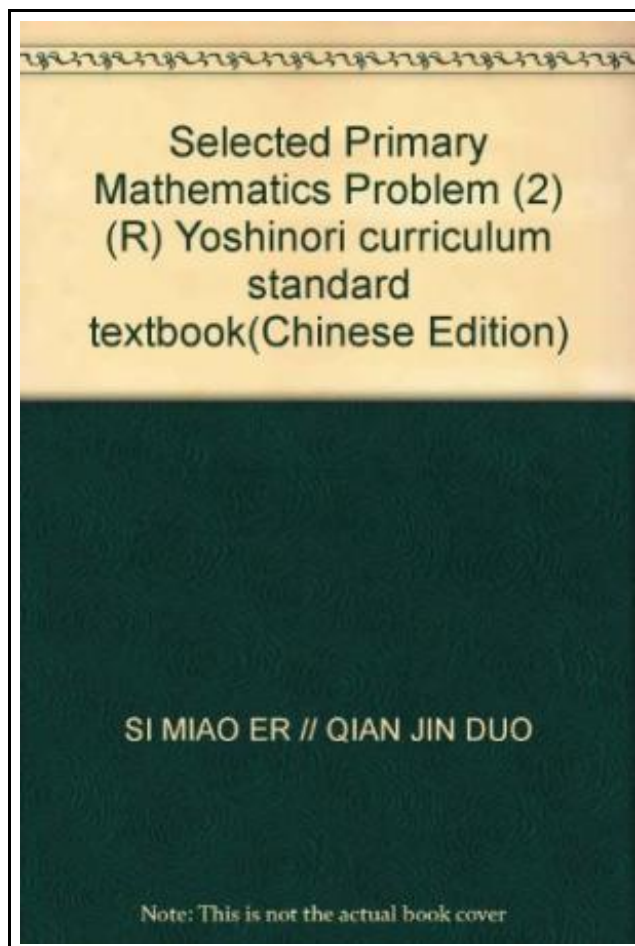 Selected Primary
Mathematics Problem (2)
(R) Yoshinori curriculum
standard
textbook(Chinese Edition)
SI MIAO ER // QIAN JIN DUO
Note: This is not the actual book cover